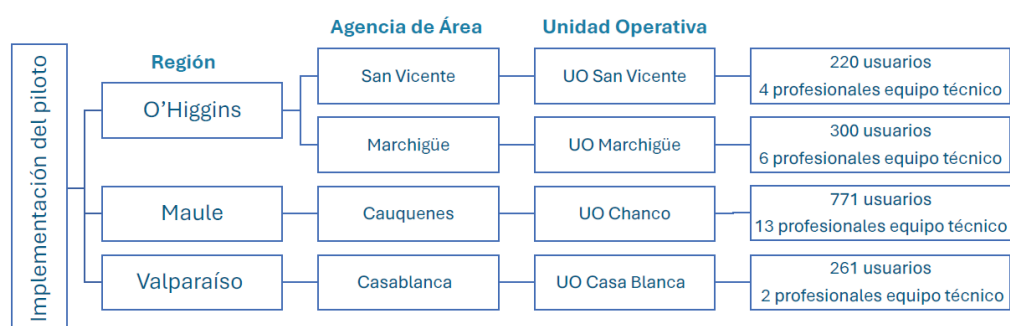 Implementación del piloto
Región
Agencia de Área
Unidad Operativa
O’Higgins
San Vicente
UO San Vicente
220 usuarios
4 profesionales equipo técnico
Marchigüe
UO Marchigüe
300 usuarios
6 profesionales equipo técnico
Maule
Cauquenes
UO Chanco
771 usuarios
13 profesionales equipo técnico
Valparaíso
Casablanca
UO Casa Blanca
261 usuarios
2 profesionales equipo técnico